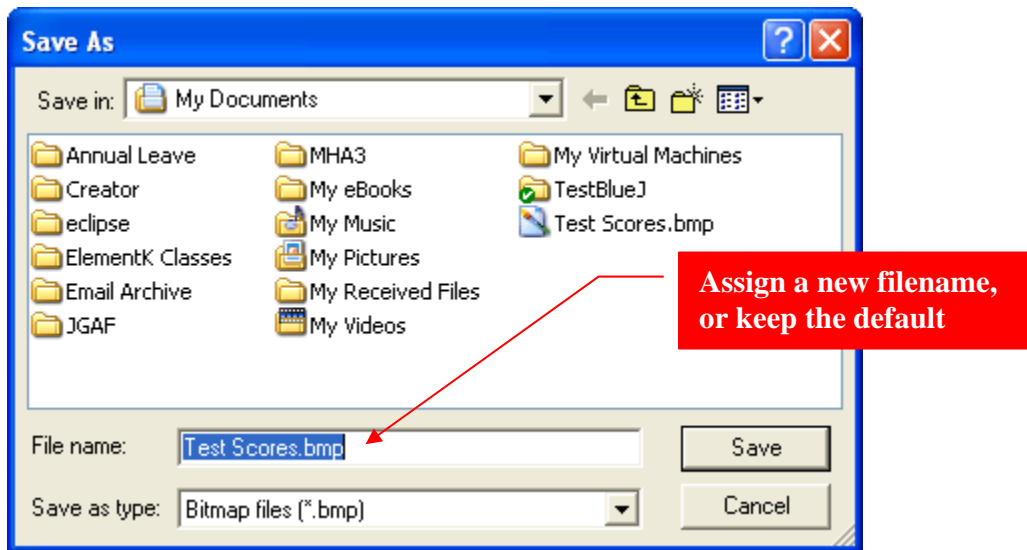 Save As
Save in: My Documents
Annual Leave
Creator
eclipse
ElementK Classes
Email Archive
JGAF
MHA3
My eBooks
My Music
My Pictures
My Received Files
My Videos
My Virtual Machines
TestBlueJ
Test Scores.bmp
Assign a new filename,
or keep the default
File name: Test Scores.bmp Save
Save as type: Bitmap files (*.bmp) Cancel